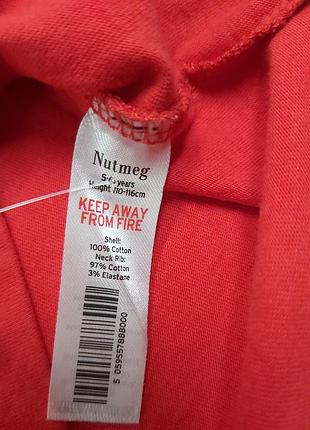 Nutmeg
5-6 years
Height 110-116cm
KEEP AWAY
FROM FIRE
Shell:
100% Cotton
Neck Rib:
97% Cotton
3% Elastane
5 059557888000